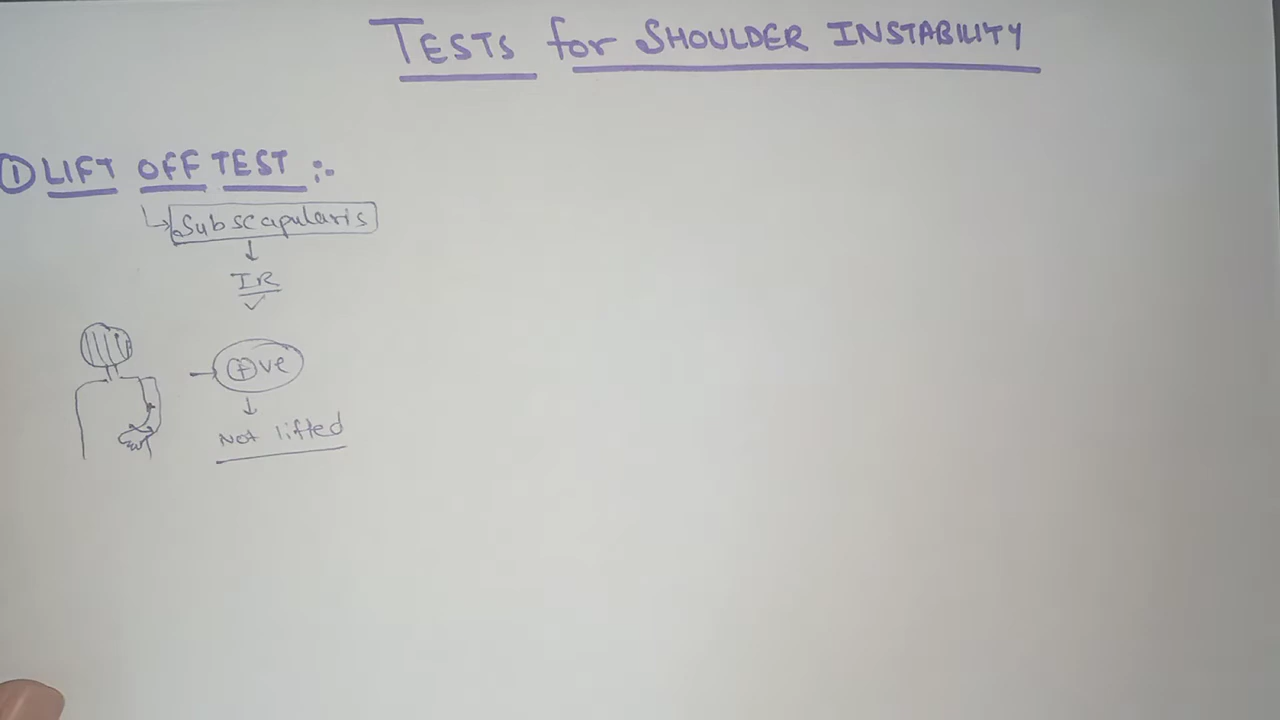 TESTS for SHOULDER INSTABILITY
① LIFT OFF TEST :-
Subscapularis
IR
⊕ve
Not lifted